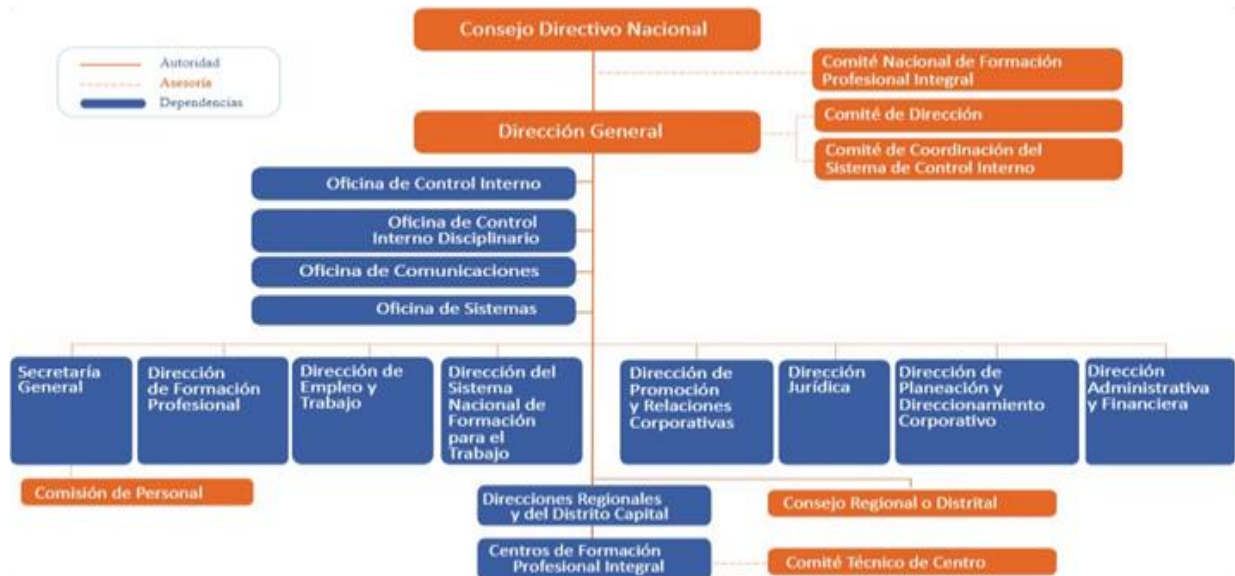 Consejo Directivo Nacional
Autoridad
Asesoría
Dependencias
Comité Nacional de Formación
Profesional Integral
Dirección General
Comité de Dirección
Comité de Coordinación del
Sistema de Control Interno
Oficina de Control Interno
Oficina de Control
Interno Disciplinario
Oficina de Comunicaciones
Oficina de Sistemas
Secretaría
General
Dirección
de Formación
Profesional
Dirección de
Empleo y
Trabajo
Dirección del
Sistema
Nacional de
Formación
para el
Trabajo
Dirección de
Promoción
y Relaciones
Corporativas
Dirección
Jurídica
Dirección de
Planeación y
Direccionamiento
Corporativo
Dirección
Administrativa
y Financiera
Comisión de Personal
Direcciones Regionales
y del Distrito Capital
Consejo Regional o Distrital
Centros de Formación
Profesional Integral
Comité Técnico de Centro